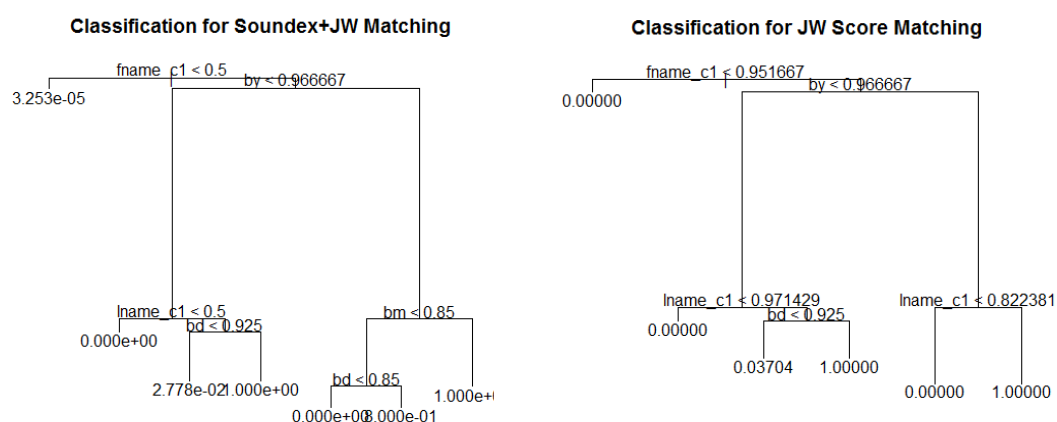 Classification for Soundex+JW Matching
fname_c1 < 0.5
by < 0.966667
3.253e-05
lname_c1 < 0.5
bd < 0.925
0.000e+00
2.778e-02
1.000e+00
bm < 0.85
bd < 0.85
0.000e+00
8.000e-01
1.000e+
Classification for JW Score Matching
fname_c1 < 0.951667
by < 0.966667
0.00000
lname_c1 < 0.971429
bd < 0.925
0.00000
0.03704
1.00000
lname_c1 < 0.822381
0.00000
1.00000